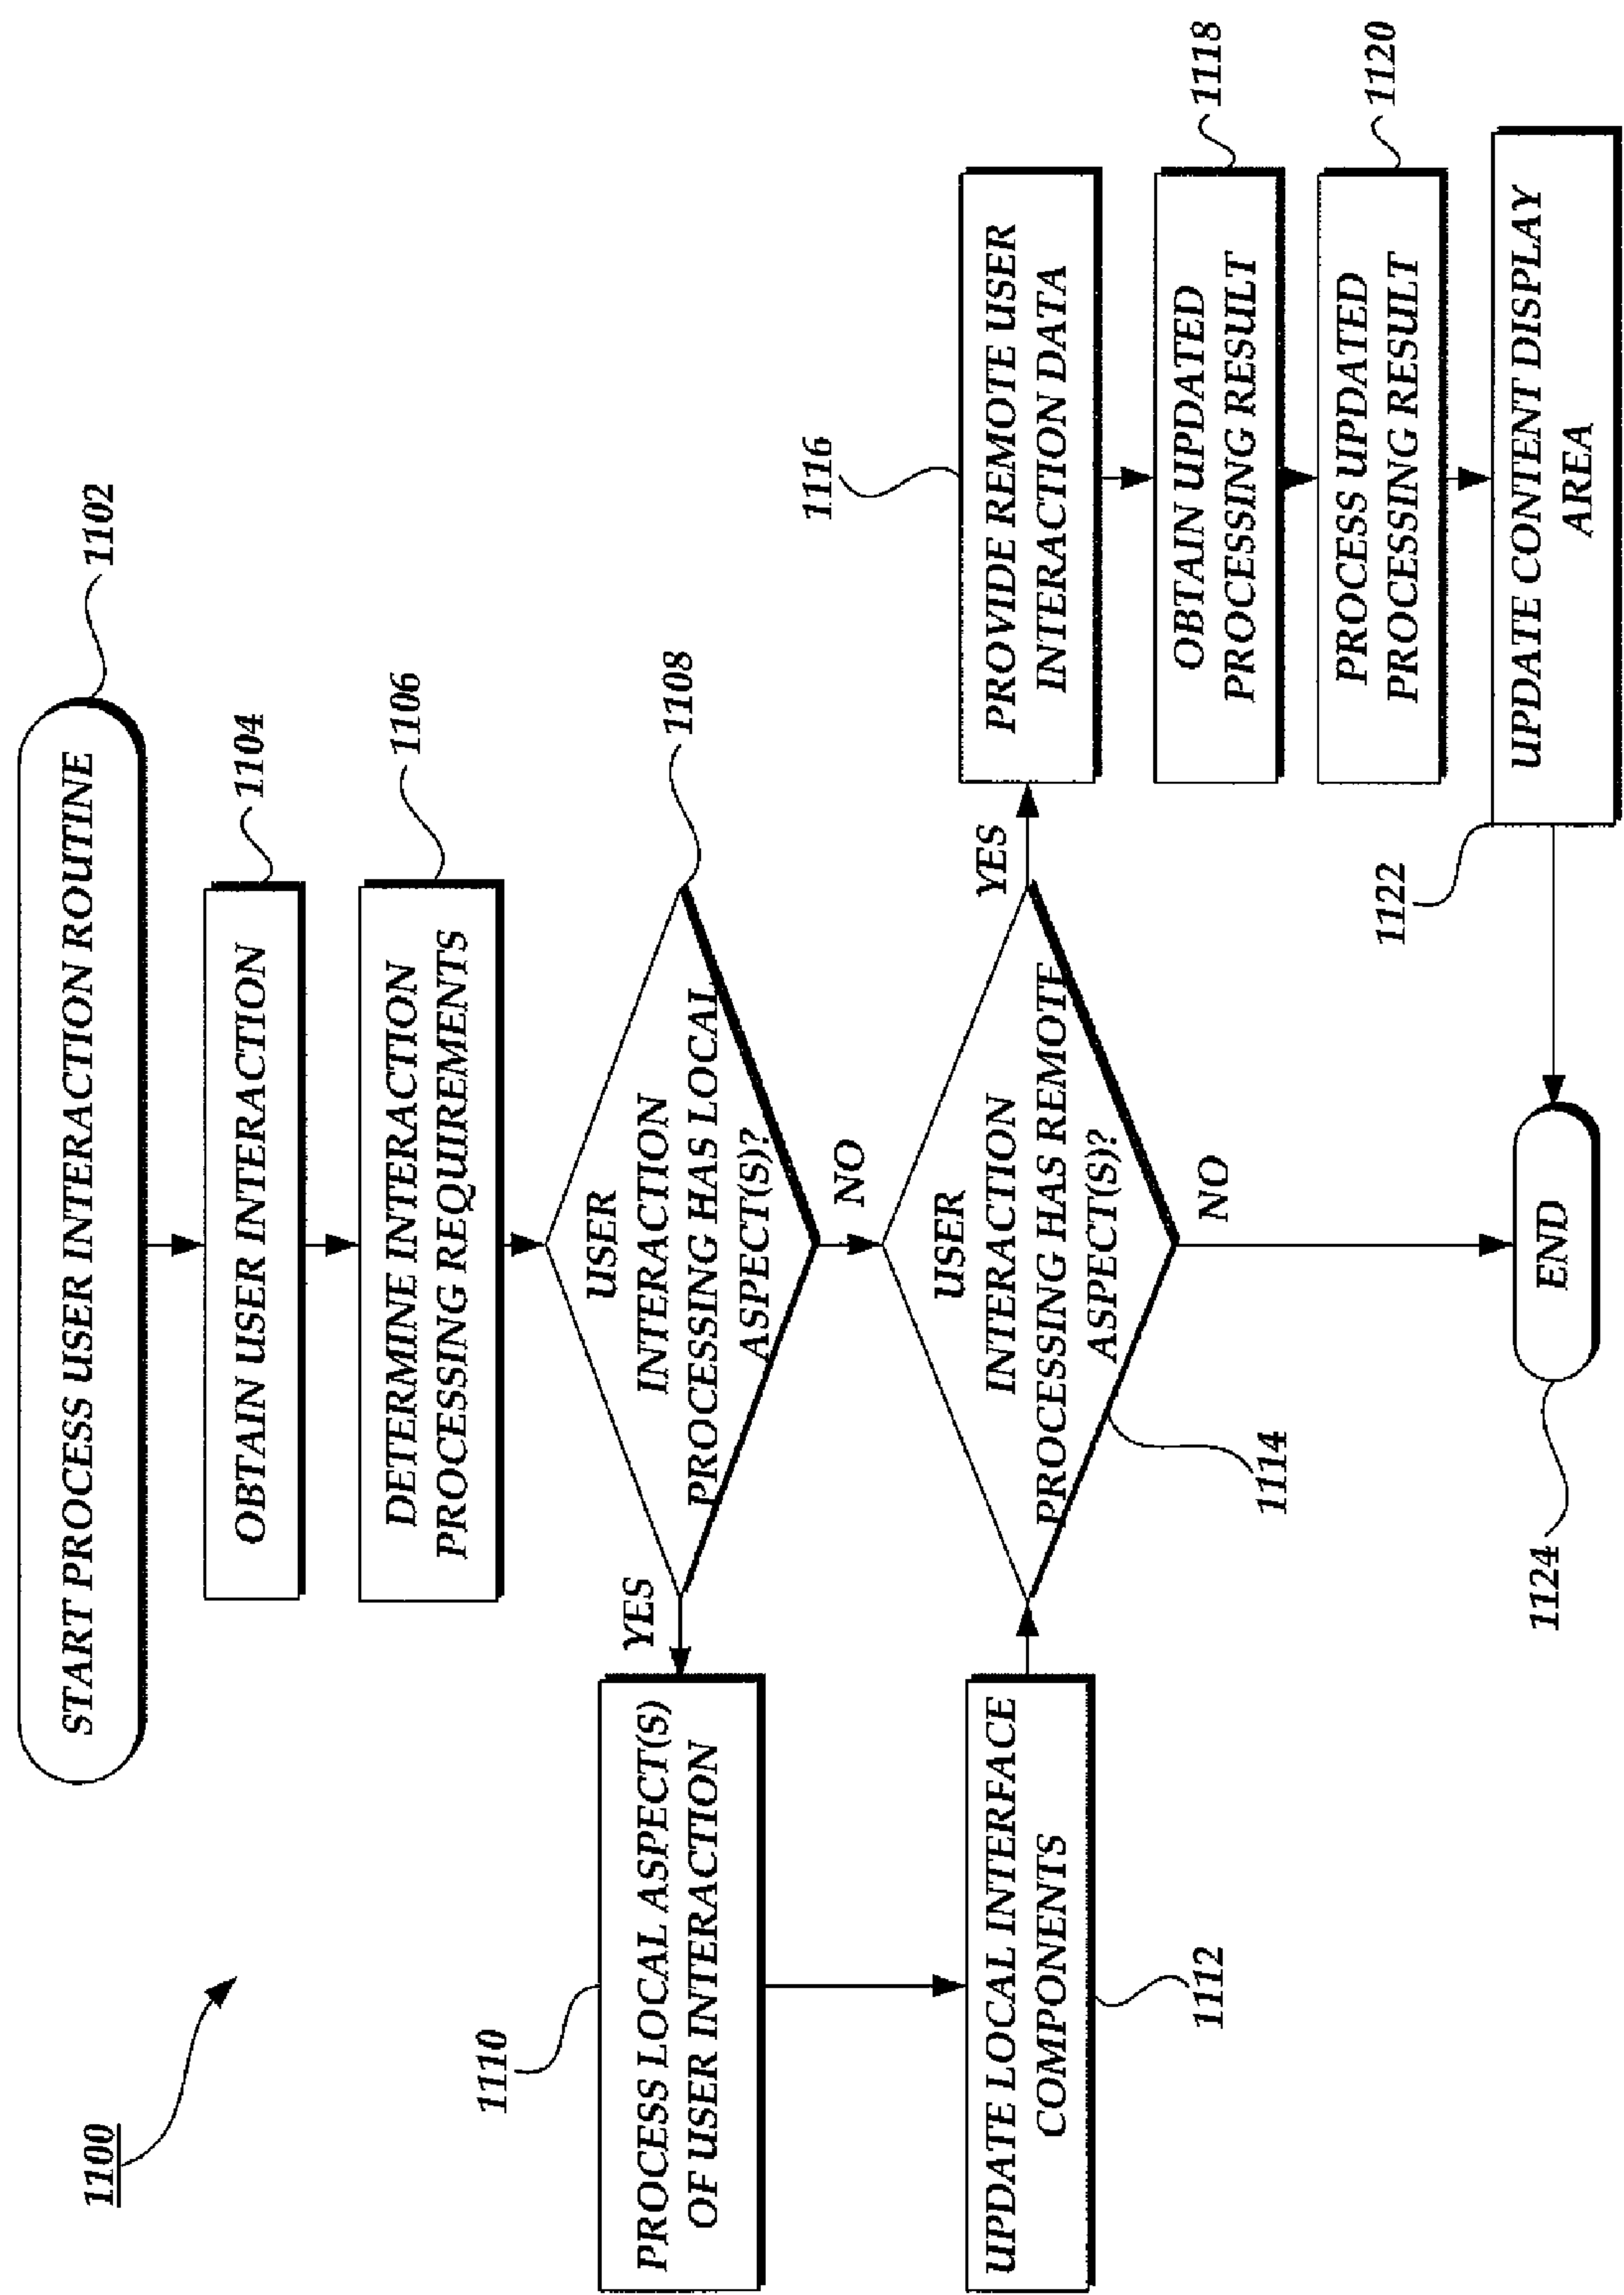 1100
START PROCESS USER INTERACTION ROUTINE
1102
OBTAIN USER INTERACTION
1104
DETERMINE INTERACTION
PROCESSING REQUIREMENTS
1106
USER
INTERACTION
PROCESSING HAS LOCAL
ASPECT(S)?
1108
YES
NO
1110
PROCESS LOCAL ASPECT(S)
OF USER INTERACTION
UPDATE LOCAL INTERFACE
COMPONENTS
1112
USER
INTERACTION
PROCESSING HAS REMOTE
ASPECT(S)?
1114
YES
NO
1116
PROVIDE REMOTE USER
INTERACTION DATA
OBTAIN UPDATED
PROCESSING RESULT
1118
PROCESS UPDATED
PROCESSING RESULT
1120
UPDATE CONTENT DISPLAY
AREA
1122
END
1124